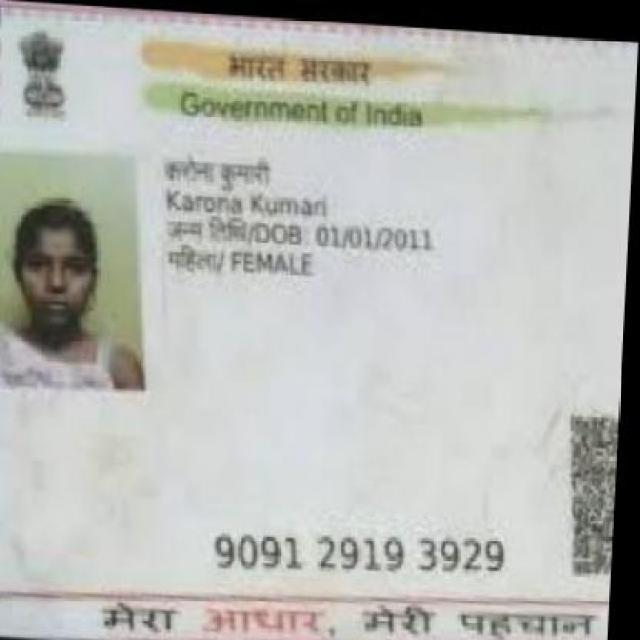 भारत सरकार
Government of India
करोना कुमारी
Karona Kumari
जन्म तिथि/DOB: 01/01/2011
महिला/ FEMALE
9091 2919 3929
मेरा आधार, मेरी पहचान